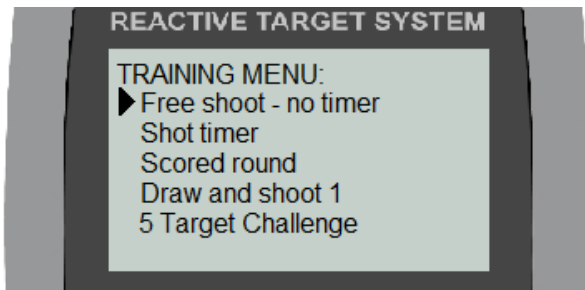 REACTIVE TARGET SYSTEM
TRAINING MENU:
Free shoot - no timer
Shot timer
Scored round
Draw and shoot 1
5 Target Challenge